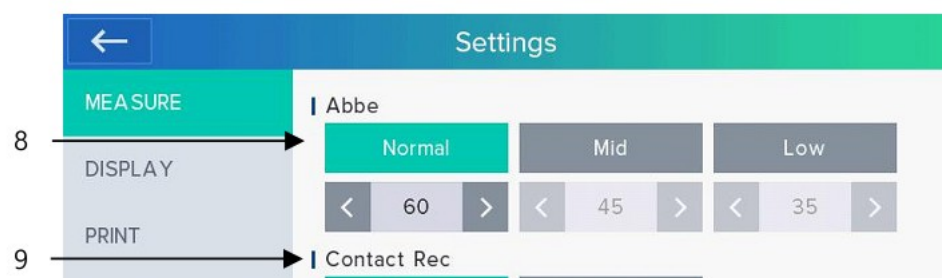 Settings
MEASURE
DISPLAY
PRINT
8
9
Abbe
Normal Mid Low
60 45 35
Contact Rec